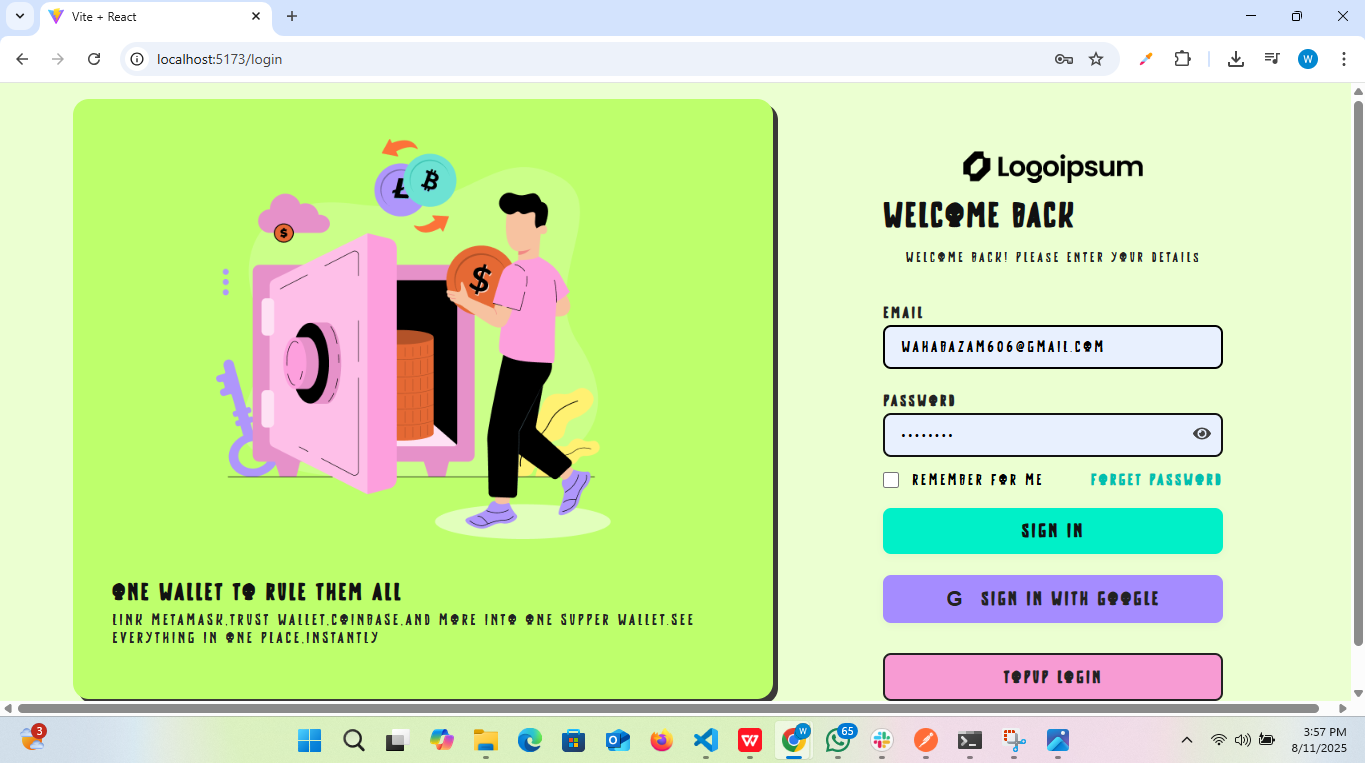 Vite + React
localhost:5173/login
W
Ł
₿
$
$
ONE WALLET TO RULE THEM ALL
LINK METAMASK,TRUST WALLET,COINBASE,AND MORE INTO ONE SUPPER WALLET.SEE
EVERYTHING IN ONE PLACE,INSTANTLY
Logoipsum
WELCOME BACK
WELCOME BACK! PLEASE ENTER YOUR DETAILS
EMAIL
WAHABAZAM606@GMAIL.COM
PASSWORD
••••••••
REMEMBER FOR ME FORGET PASSWORD
SIGN IN
G SIGN IN WITH GOOGLE
TOPUP LOGIN
3
W
W
65
3:57 PM
8/11/2025